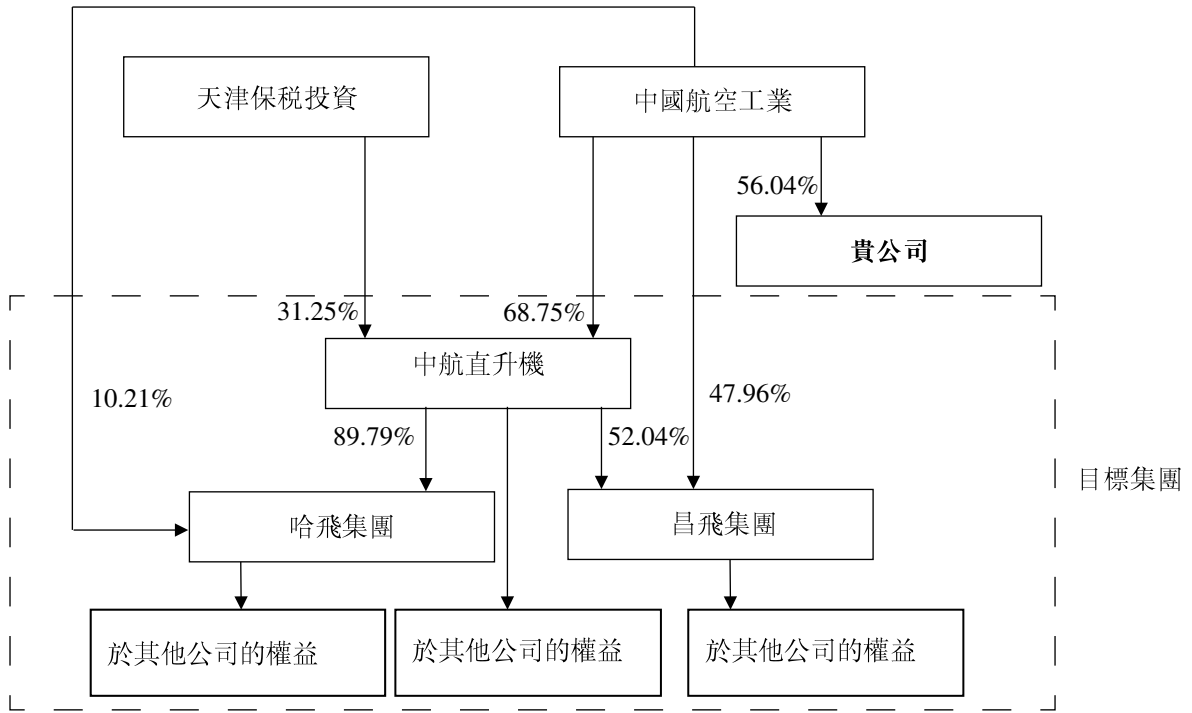 天津保税投資
中國航空工業
56.04%
貴公司
31.25%
68.75%
中航直升機
10.21%
47.96%
89.79%
52.04%
目標集團
哈飛集團
昌飛集團
於其他公司的權益
於其他公司的權益
於其他公司的權益